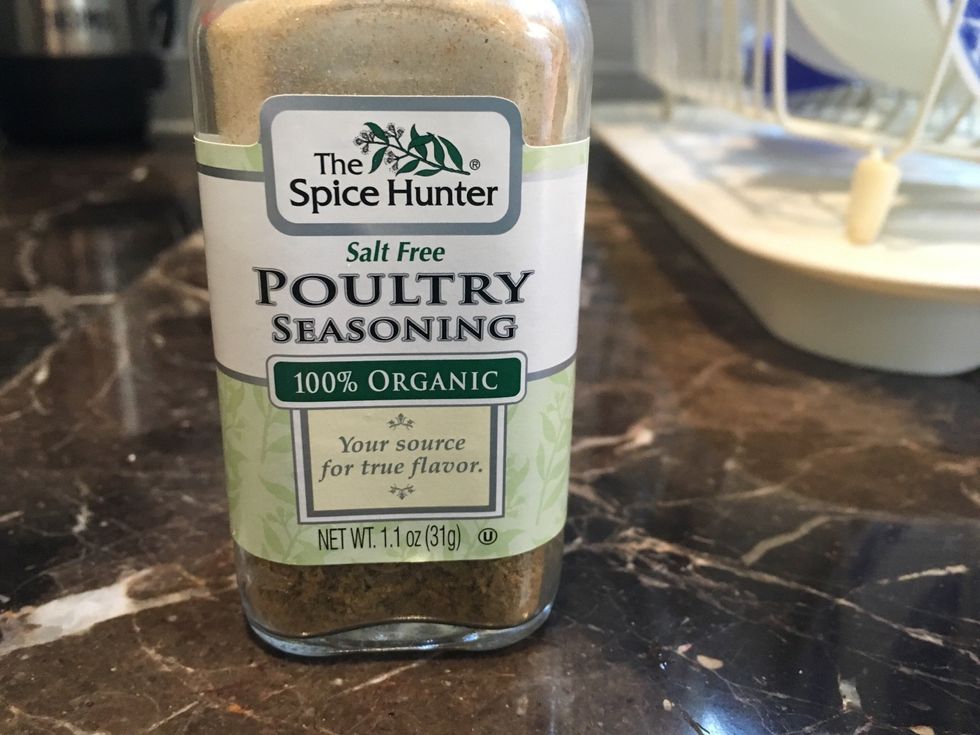 The
Spice Hunter®
Salt Free
POULTRY
SEASONING
100% ORGANIC
Your source
for true flavor.
NET WT. 1.1 oz (31g) Ⓤ